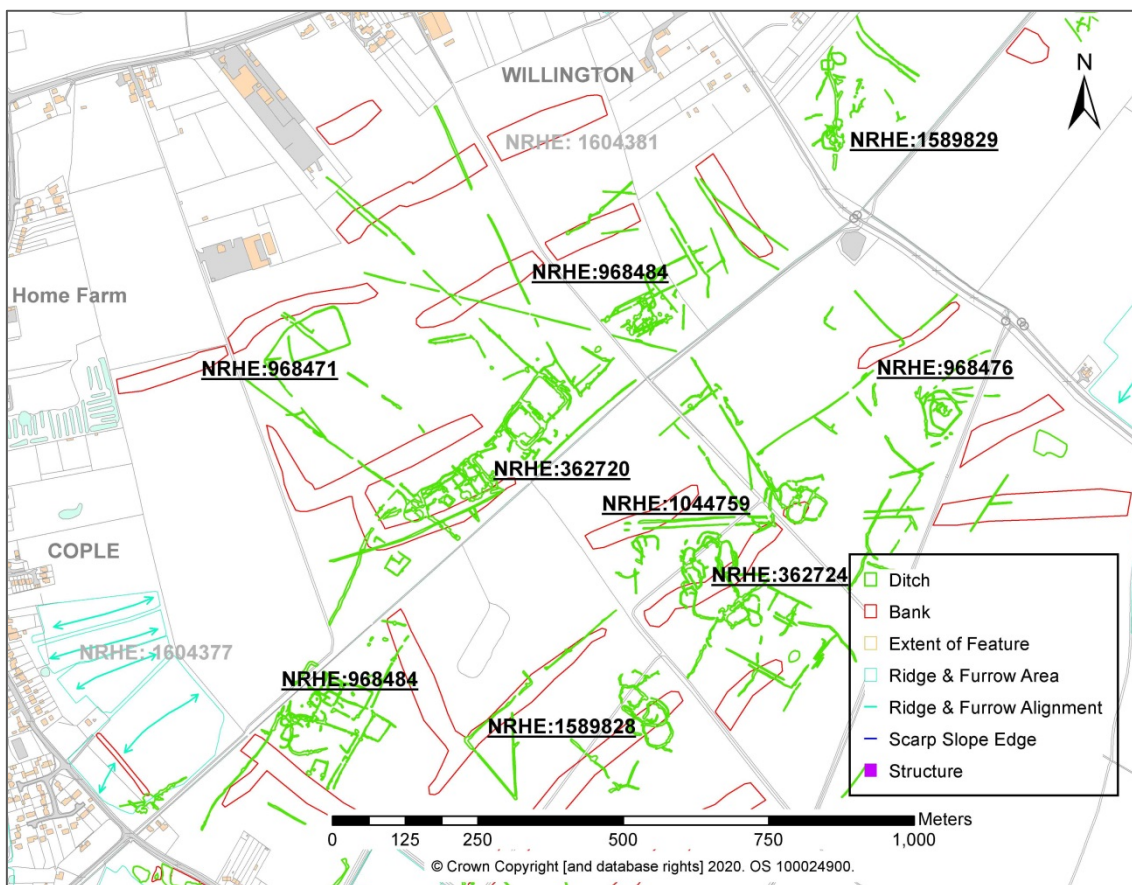 WILLINGTON
N
NRHE: 1604381
NRHE:1589829
NRHE:968484
Home Farm
NRHE:968471
NRHE:968476
NRHE:362720
NRHE:1044759
COPLE
NRHE:362724
NRHE: 1604377
NRHE:968484
NRHE:1589828
Ditch
Bank
Extent of Feature
Ridge & Furrow Area
Ridge & Furrow Alignment
Scarp Slope Edge
Structure
Meters
0 125 250 500 750 1,000
© Crown Copyright [and database rights] 2020. OS 100024900.